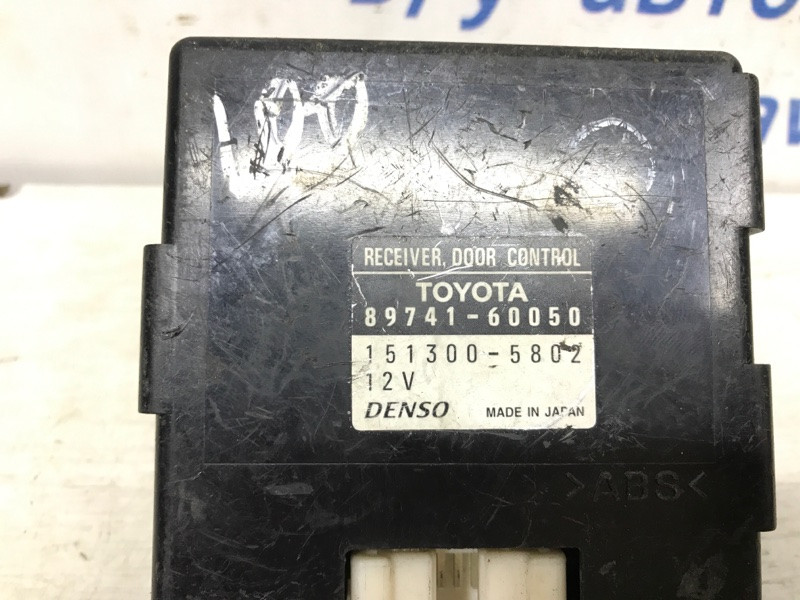 RECEIVER, DOOR CONTROL
TOYOTA
89741-60050
151300-5802
12V
DENSO MADE IN JAPAN
>ABS<